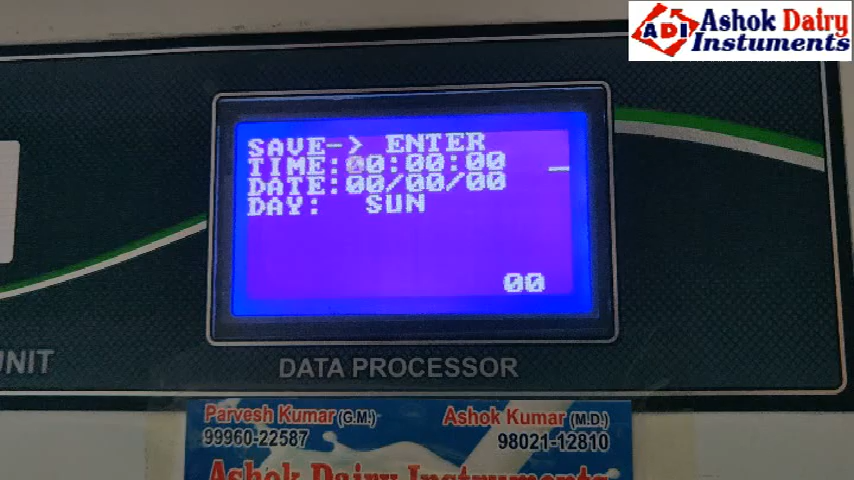 ADI Ashok Dairy
Instuments
SAVE-> ENTER
TIME:00:00:00
DATE:00/00/00
DAY: SUN
00
UNIT
DATA PROCESSOR
Parvesh Kumar (G.M.) Ashok Kumar (M.D.)
99960-22587 98021-12810
Ashok Dairy Instruments